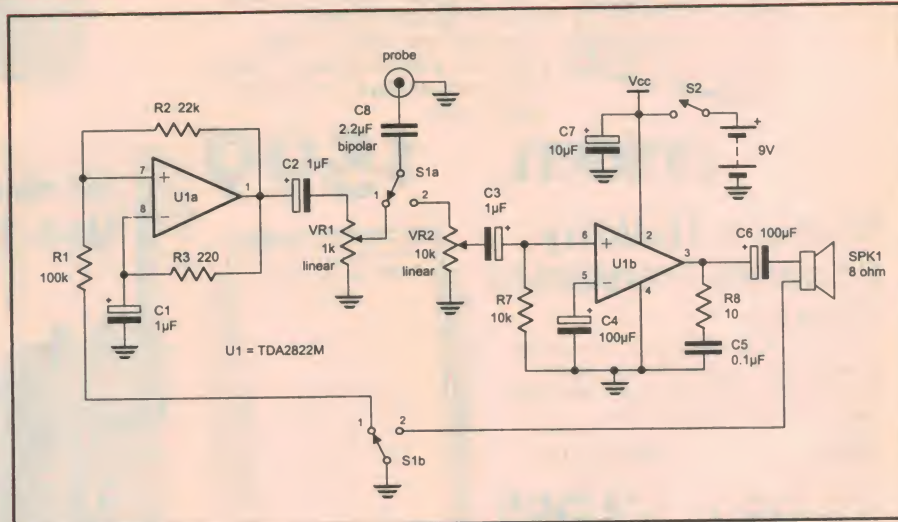 probe
R2 22k
C8
2.2µF
bipolar
Vcc
S2
C7
10µF
+
+
9V
7
+
U1a
1
8
−
C2 1µF
+
S1a
1
2
C3
1µF
+
VR1
1k
linear
VR2
10k
linear
6
+
U1b
5
−
2
3
4
C6 100µF
+
SPK1
8 ohm
R1
100k
R3 220
+
C1
1µF
R7
10k
+
C4
100µF
R8
10
C5
0.1µF
U1 = TDA2822M
1
2
S1b